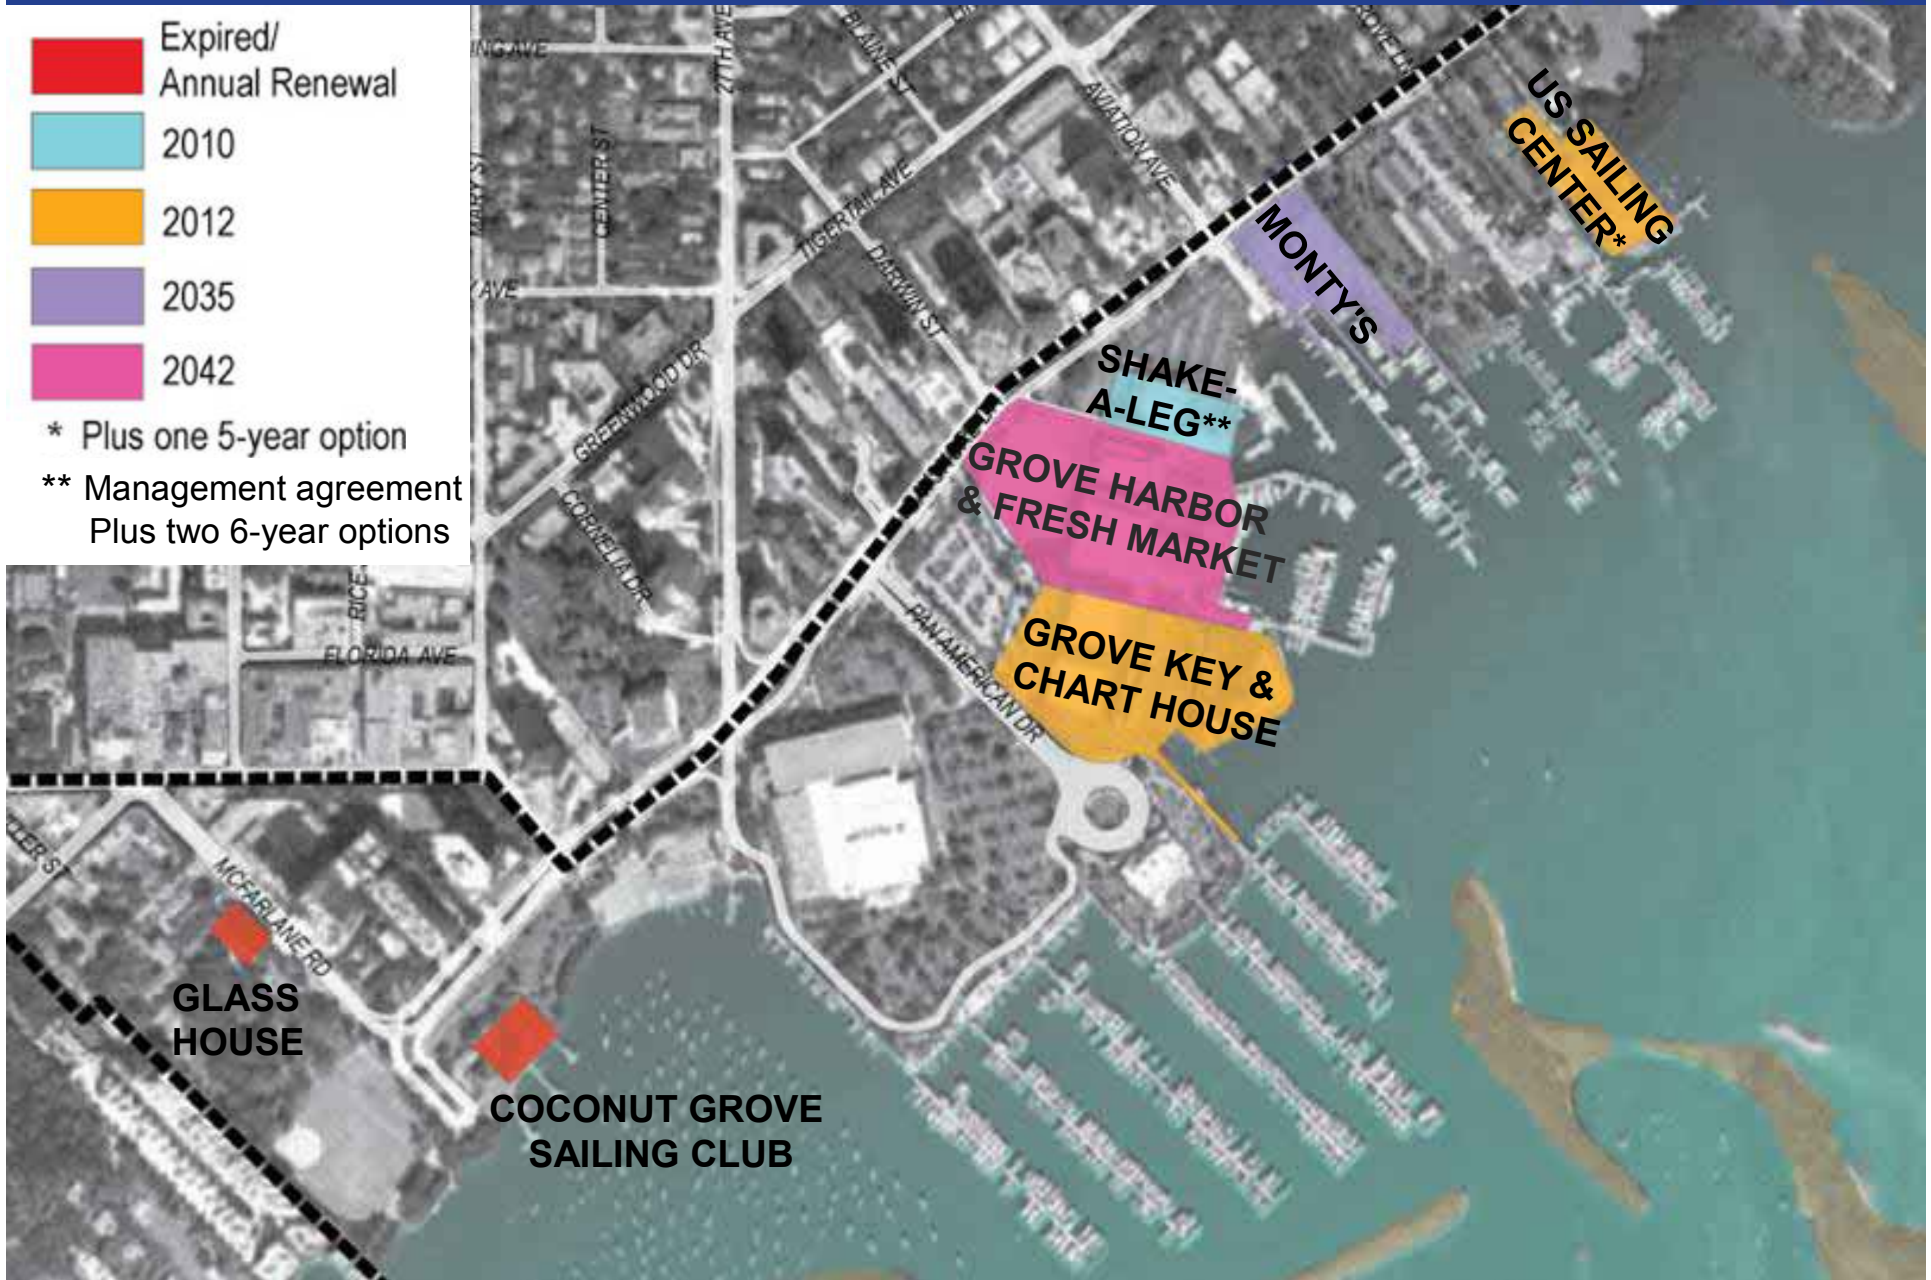 Expired/
Annual Renewal
2010
2012
2035
2042
* Plus one 5-year option
** Management agreement
Plus two 6-year options
27TH AVE
BLAINE ST
AVIATION AVE
MARY ST
CENTER ST
TIGERTAIL AVE
DARWIN ST
AVE
GREENWOOD DR
CORNELIA DR
RICE
FLORIDA AVE
PAN AMERICAN DR
MCFARLANE RD
US SAILING
CENTER*
MONTY'S
SHAKE-
A-LEG**
GROVE HARBOR
& FRESH MARKET
GROVE KEY &
CHART HOUSE
GLASS
HOUSE
COCONUT GROVE
SAILING CLUB